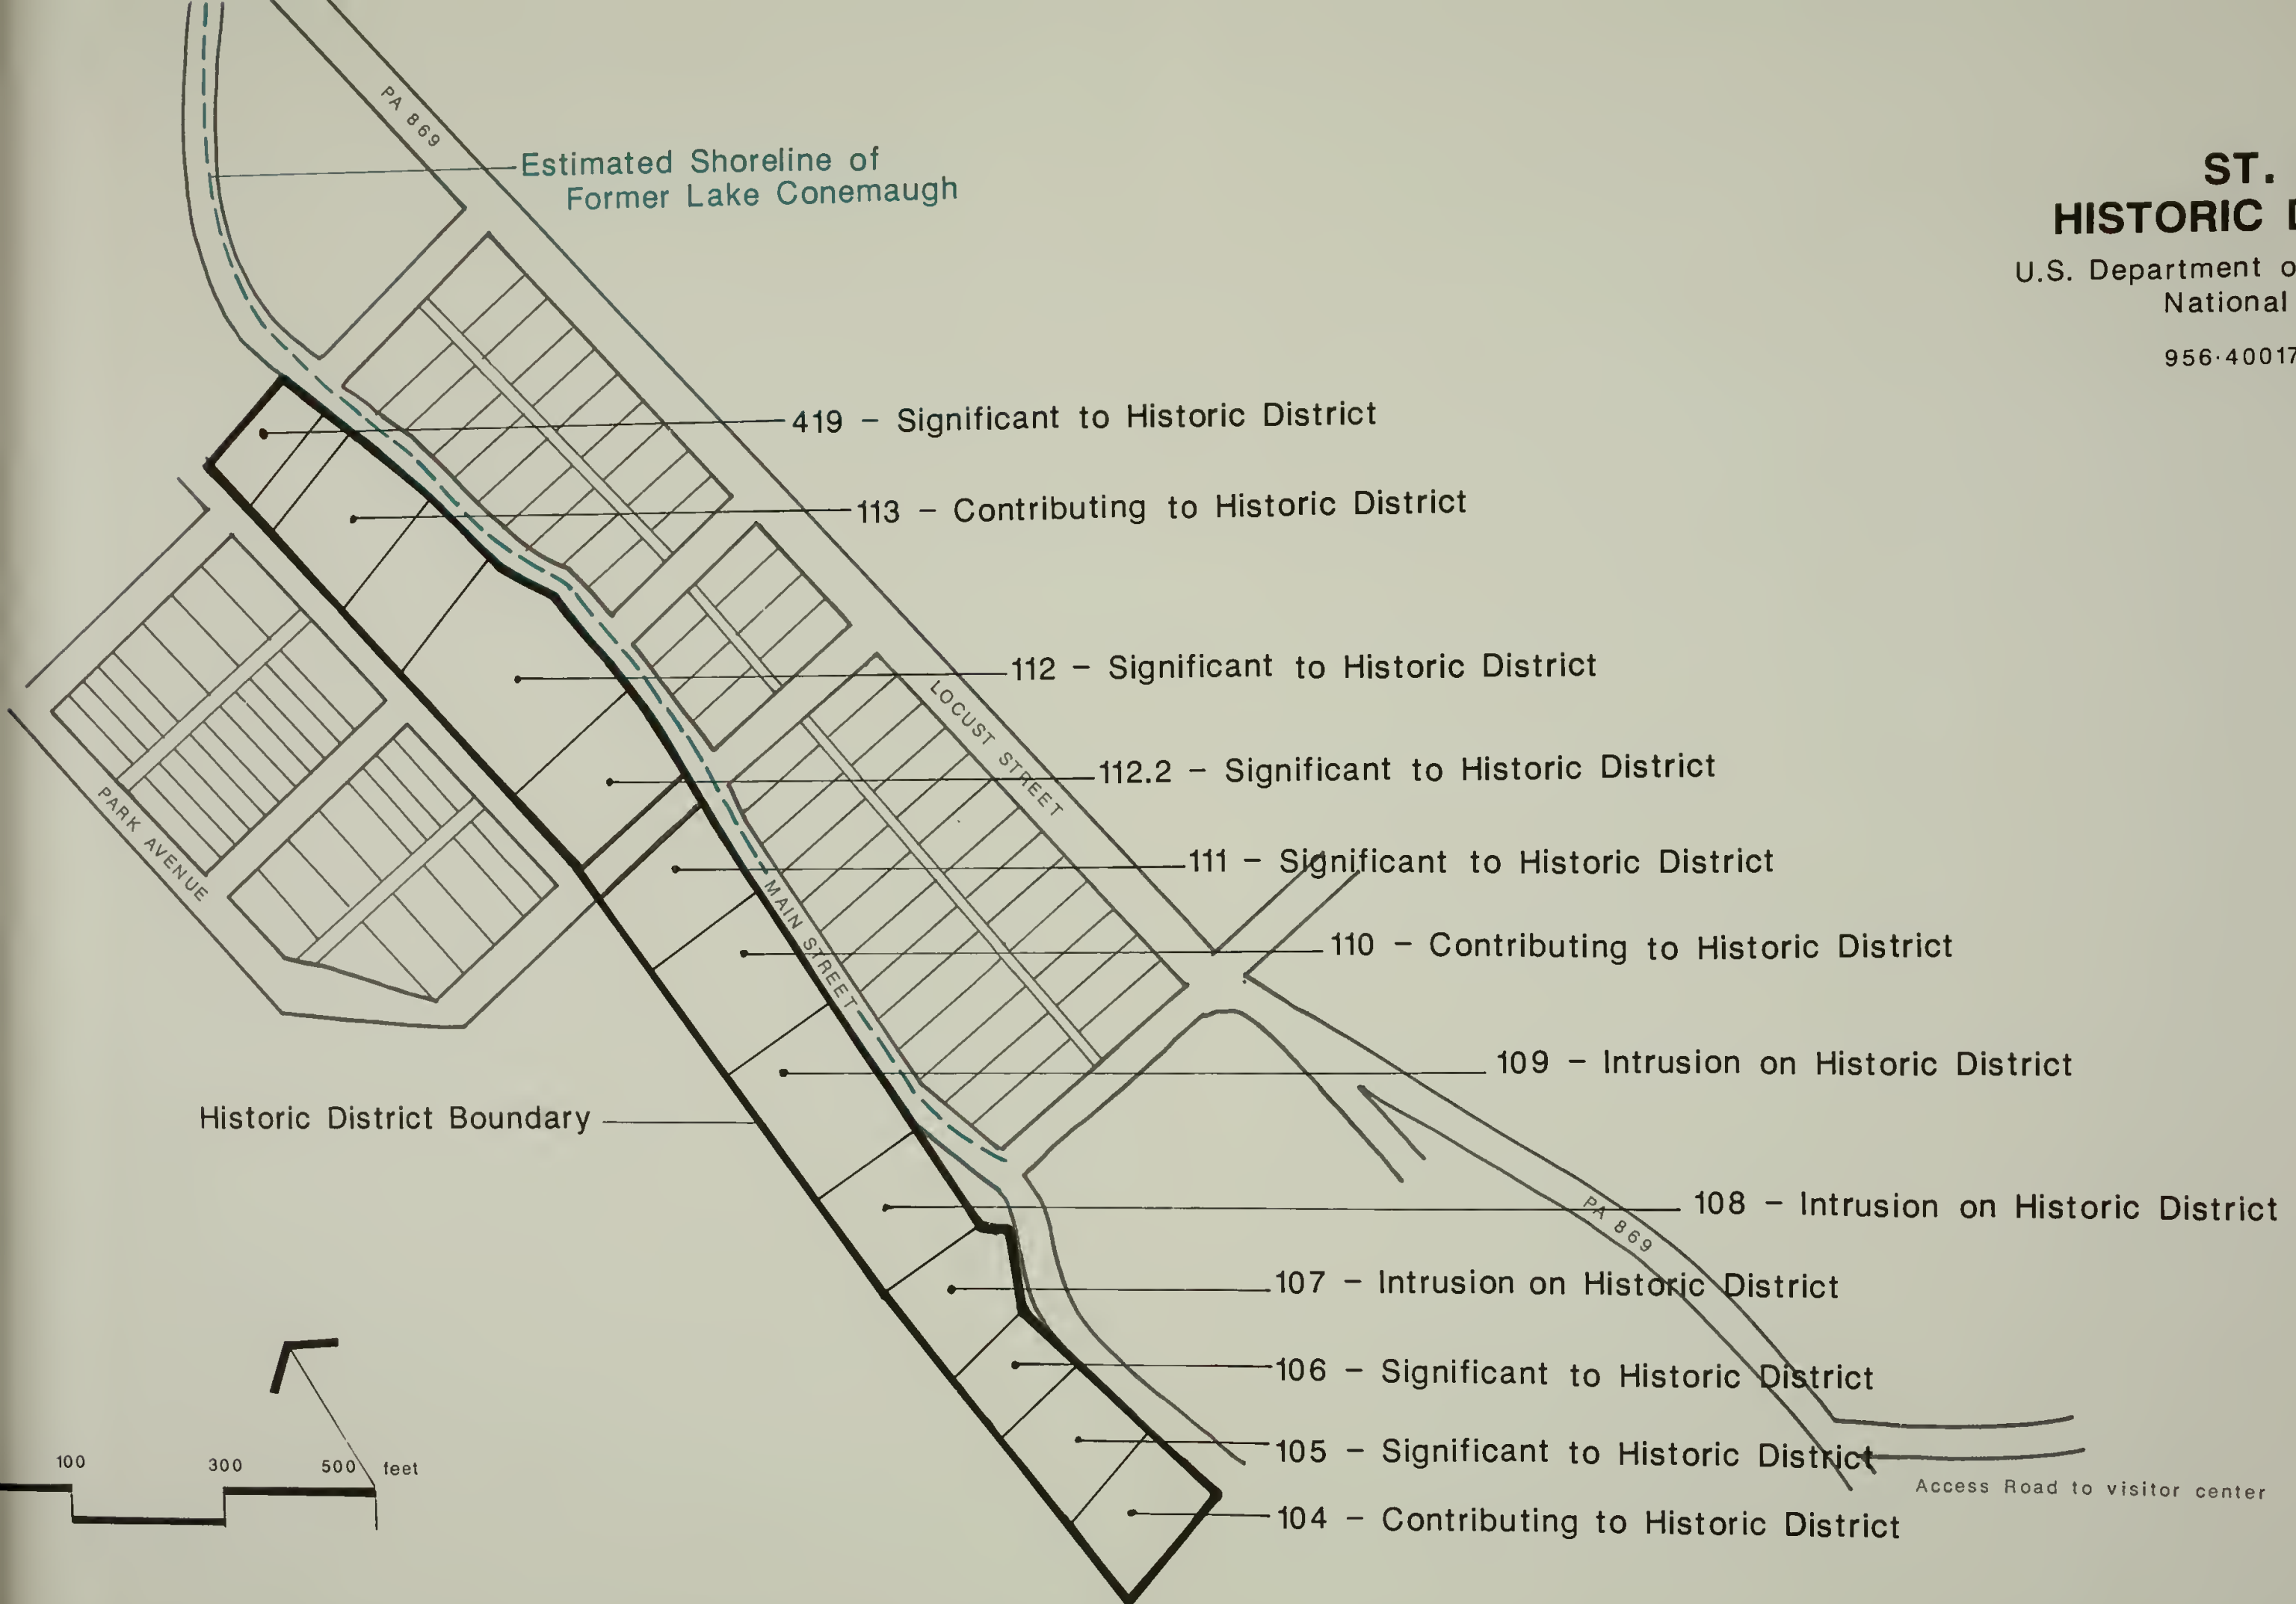 PA 869
Estimated Shoreline of
Former Lake Conemaugh
ST.
HISTORIC
U.S. Department
National
956·40017
419 – Significant to Historic District
113 – Contributing to Historic District
112 – Significant to Historic District
LOCUST STREET
112.2 – Significant to Historic District
PARK AVENUE
111 – Significant to Historic District
MAIN STREET
110 – Contributing to Historic District
109 – Intrusion on Historic District
Historic District Boundary
108 – Intrusion on Historic District
PA 869
107 – Intrusion on Historic District
106 – Significant to Historic District
105 – Significant to Historic District
100 300 500 feet
Access Road to visitor center
104 – Contributing to Historic District